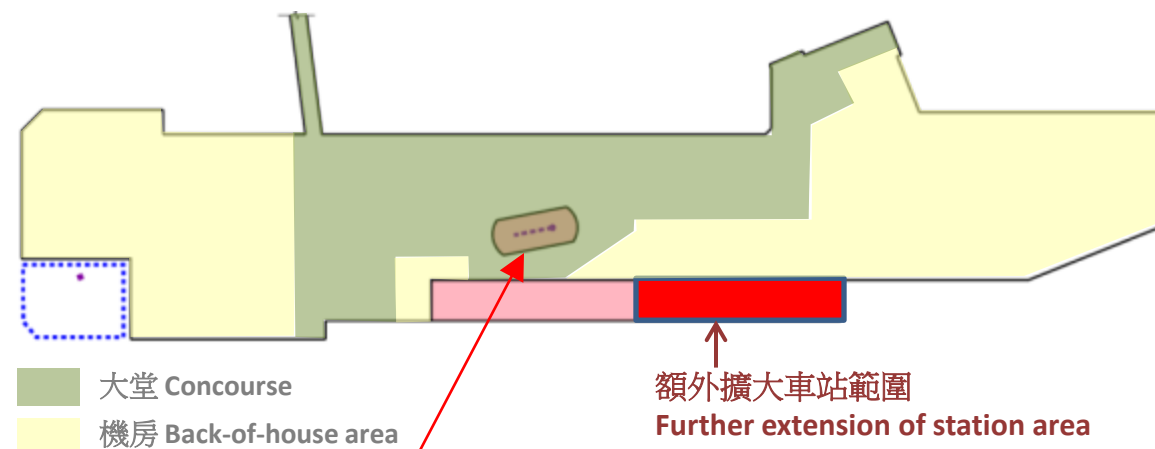 大堂 Concourse
機房 Back-of-house area
額外擴大車站範圍
Further extension of station area